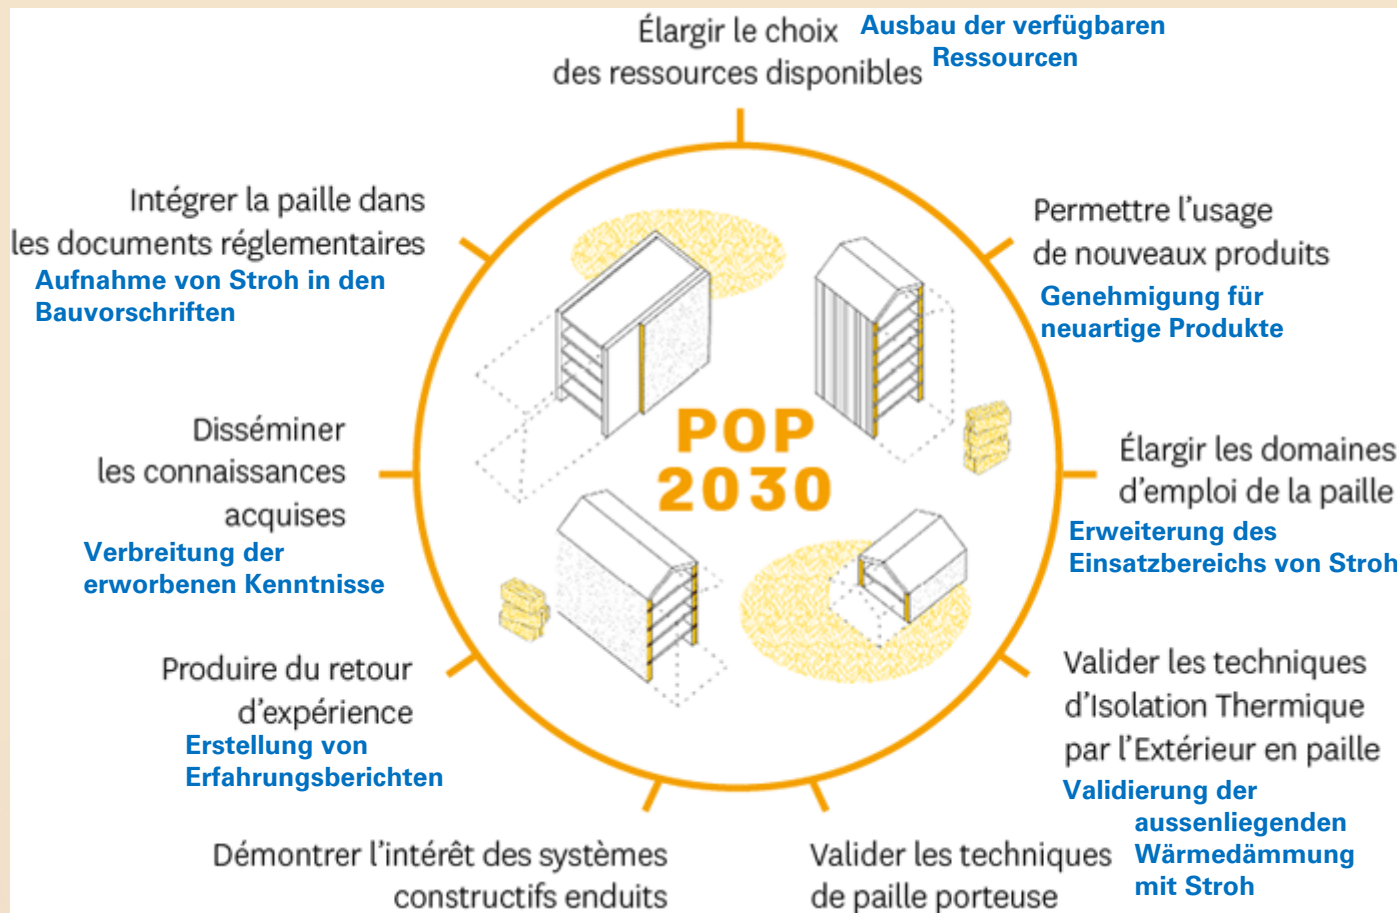 Élargir le choix
des ressources disponibles
Ausbau der verfügbaren
Ressourcen
Permettre l'usage
de nouveaux produits
Genehmigung für
neuartige Produkte
Élargir les domaines
d'emploi de la paille
Erweiterung des
Einsatzbereichs von Stroh
Valider les techniques
d'Isolation Thermique
par l'Extérieur en paille
Validierung der
aussenliegenden
Wärmedämmung
mit Stroh
Valider les techniques
de paille porteuse
Démontrer l'intérêt des systèmes
constructifs enduits
Produire du retour
d'expérience
Erstellung von
Erfahrungsberichten
Disséminer
les connaissances
acquises
Verbreitung der
erworbenen Kenntnisse
Intégrer la paille dans
les documents réglementaires
Aufnahme von Stroh in den
Bauvorschriften
POP
2030